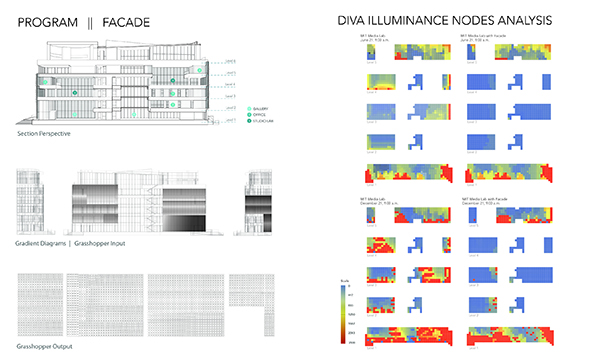 PROGRAM || FACADE
GALLERY
OFFICE
STUDIO/LAB
Section Perspective
Gradient Diagrams | Grasshopper Input
Grasshopper Output
DIVA ILLUMINANCE NODES ANALYSIS
MIT Media Lab
June 21, 9:00 a.m.
MIT Media Lab with Facade
June 21, 9:00 a.m.
MIT Media Lab
December 21, 9:00 a.m.
MIT Media Lab with Facade
December 21, 9:00 a.m.